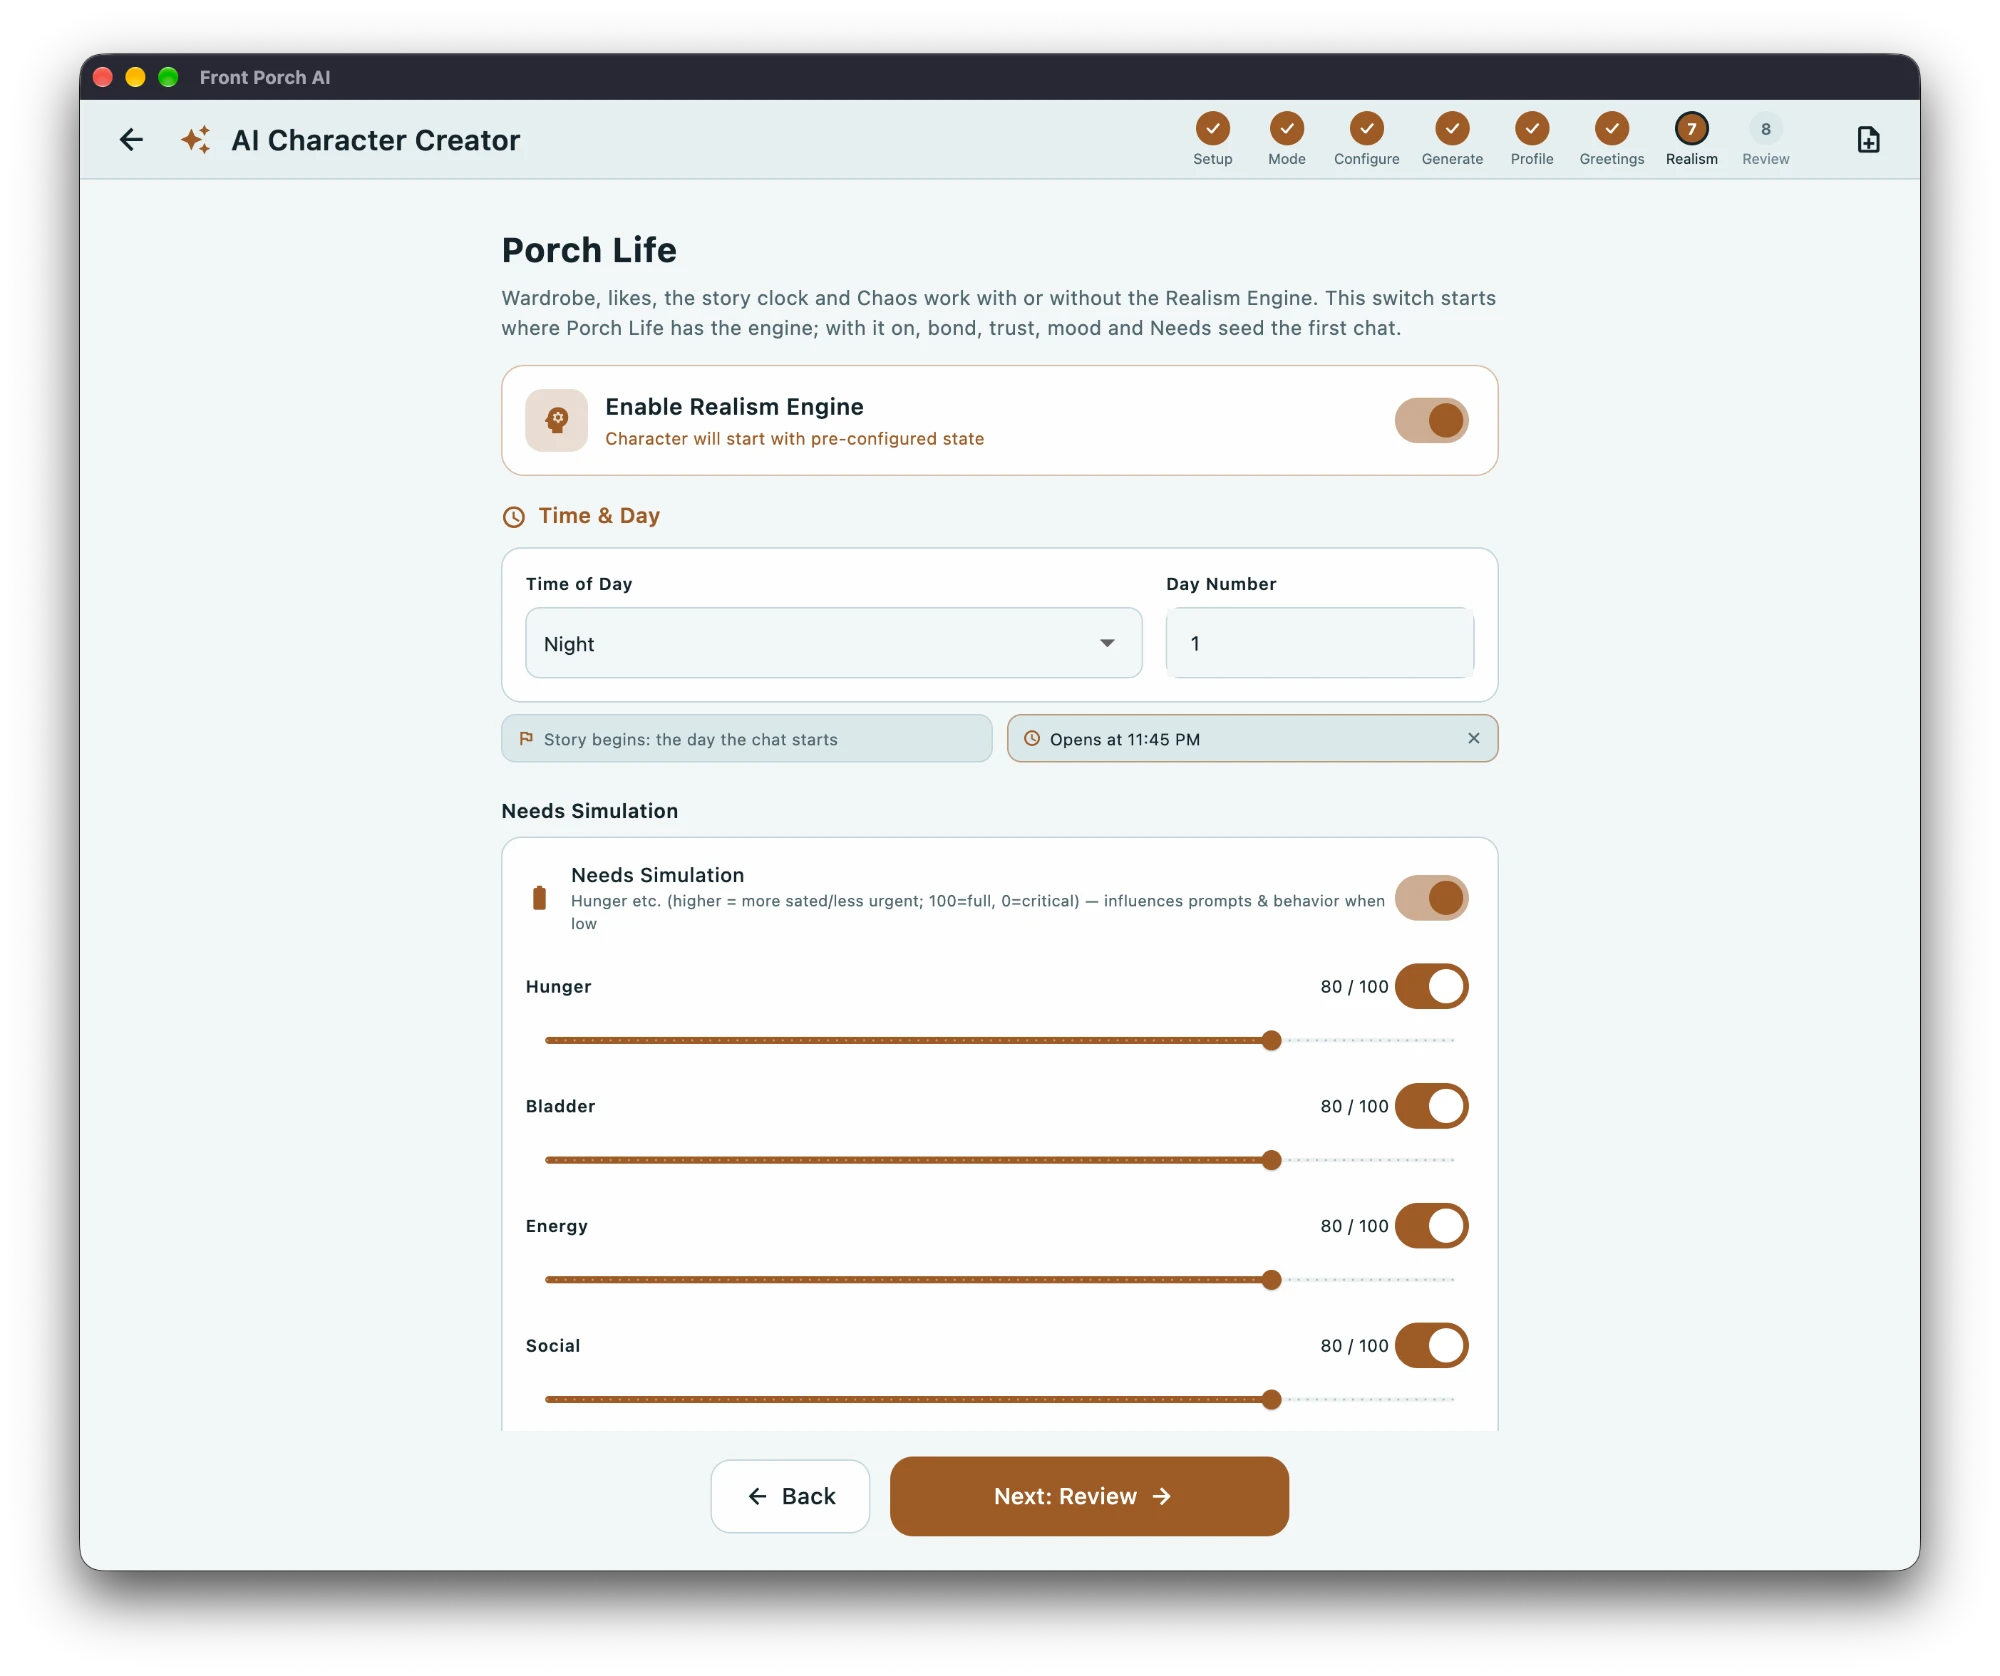 Front Porch AI
AI Character Creator
Setup
Mode
Configure
Generate
Profile
Greetings
7
Realism
8
Review
Porch Life
Wardrobe, likes, the story clock and Chaos work with or without the Realism Engine. This switch starts
where Porch Life has the engine; with it on, bond, trust, mood and Needs seed the first chat.
Enable Realism Engine
Character will start with pre-configured state
Time & Day
Time of Day
Day Number
Night
1
Story begins: the day the chat starts
Opens at 11:45 PM
Needs Simulation
Needs Simulation
Hunger etc. (higher = more sated/less urgent; 100=full, 0=critical) — influences prompts & behavior when
low
Hunger
80 / 100
Bladder
80 / 100
Energy
80 / 100
Social
80 / 100
Back
Next: Review